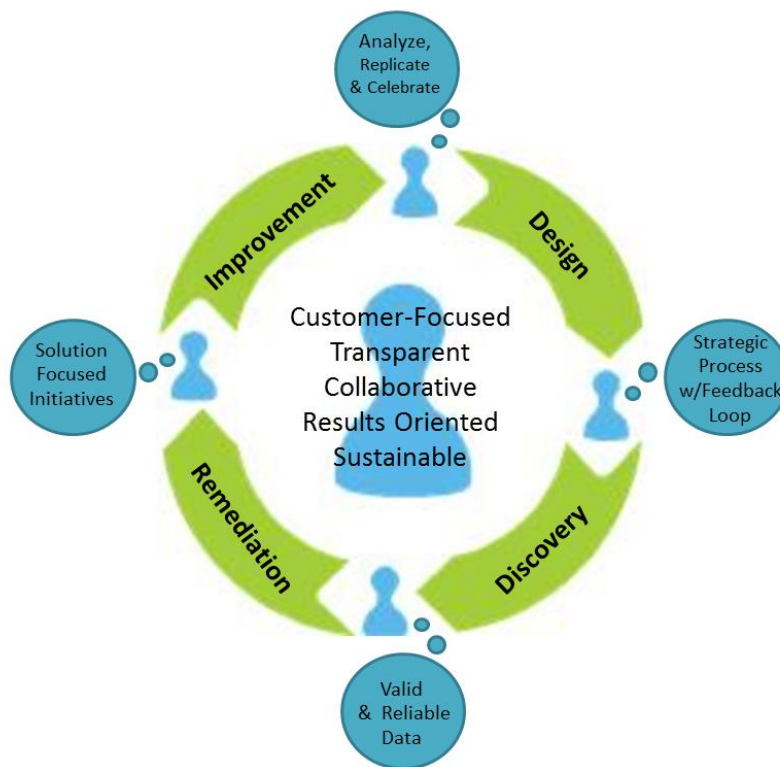 Analyze,
Replicate
& Celebrate
Improvement
Design
Customer-Focused
Transparent
Collaborative
Results Oriented
Sustainable
Solution
Focused
Initiatives
Strategic
Process
w/Feedback
Loop
Remediation
Discovery
Valid
& Reliable
Data